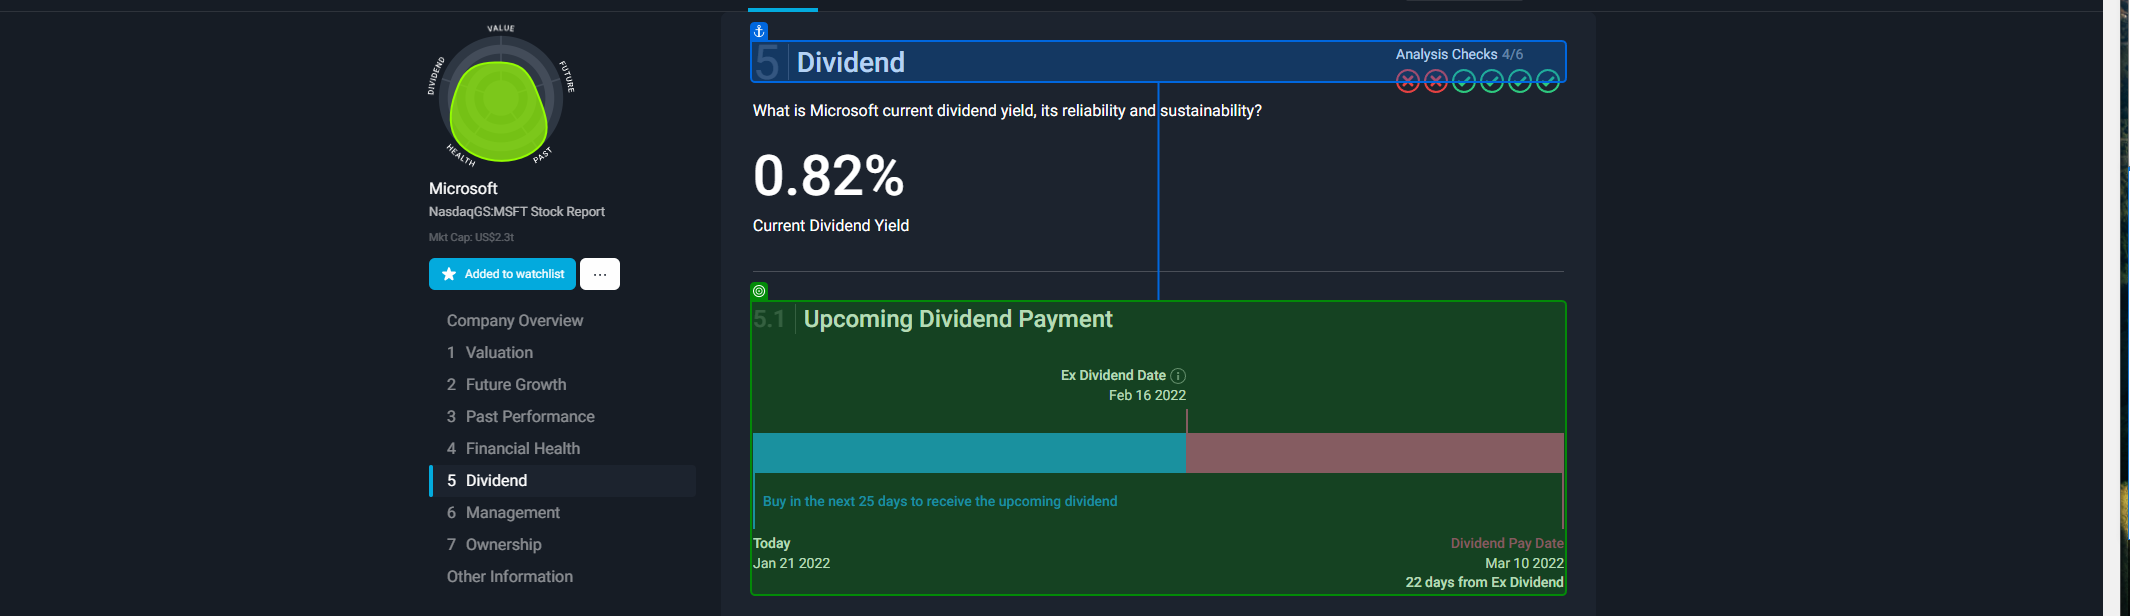 VALUE
FUTURE
PAST
HEALTH
DIVIDEND
Microsoft
NasdaqGS:MSFT Stock Report
Mkt Cap: US$2.3t
Added to watchlist
...
Company Overview
1 Valuation
2 Future Growth
3 Past Performance
4 Financial Health
5 Dividend
6 Management
7 Ownership
Other Information
5 Dividend
Analysis Checks 4/6
What is Microsoft current dividend yield, its reliability and sustainability?
0.82%
Current Dividend Yield
5.1 Upcoming Dividend Payment
Ex Dividend Date
Feb 16 2022
Buy in the next 25 days to receive the upcoming dividend
Today
Jan 21 2022
Dividend Pay Date
Mar 10 2022
22 days from Ex Dividend